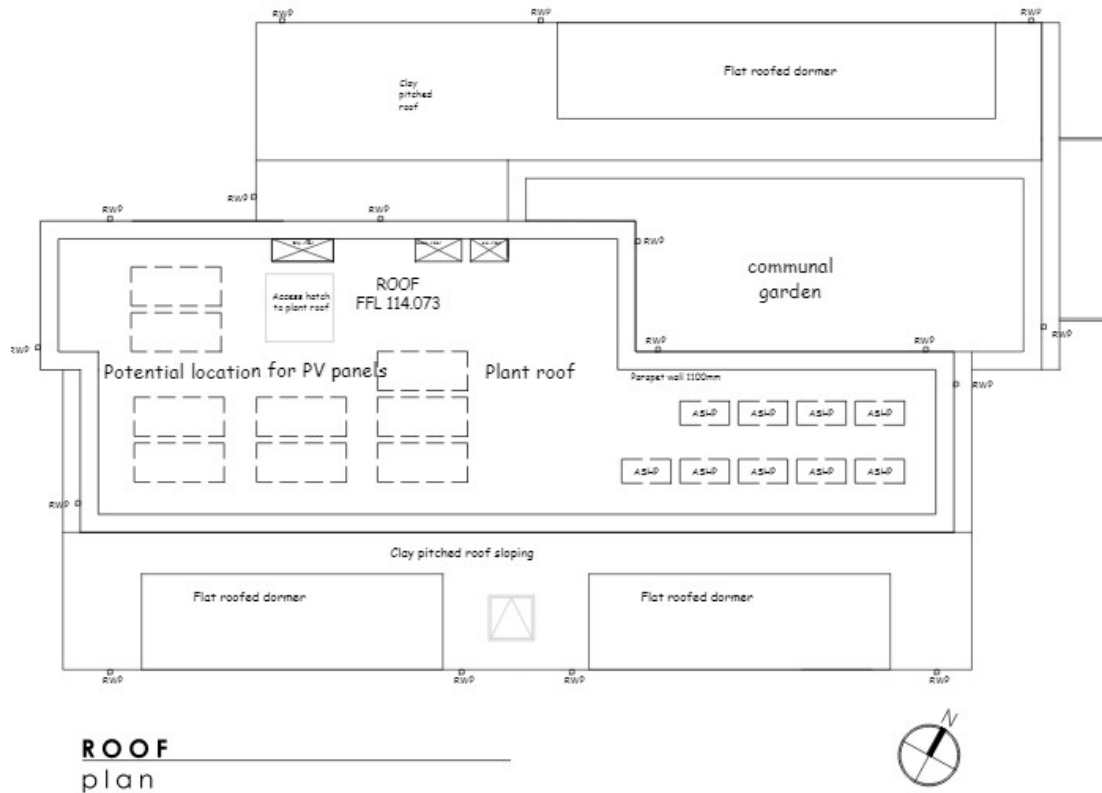 RWP
RWP
RWP
Flat roofed dormer
Clay
pitched
roof
RWP
RWP
RWP
RWP
communal
garden
Access hatch
to plant roof
ROOF
FFL 114.073
RWP
RWP
RWP
RWP
Potential location for PV panels
Plant roof
Parapet wall 1100mm
RWP
ASHP
ASHP
ASHP
ASHP
ASHP
ASHP
ASHP
ASHP
ASHP
RWP
Clay pitched roof sloping
Flat roofed dormer
Flat roofed dormer
RWP
RWP
RWP
RWP
N
ROOF
plan